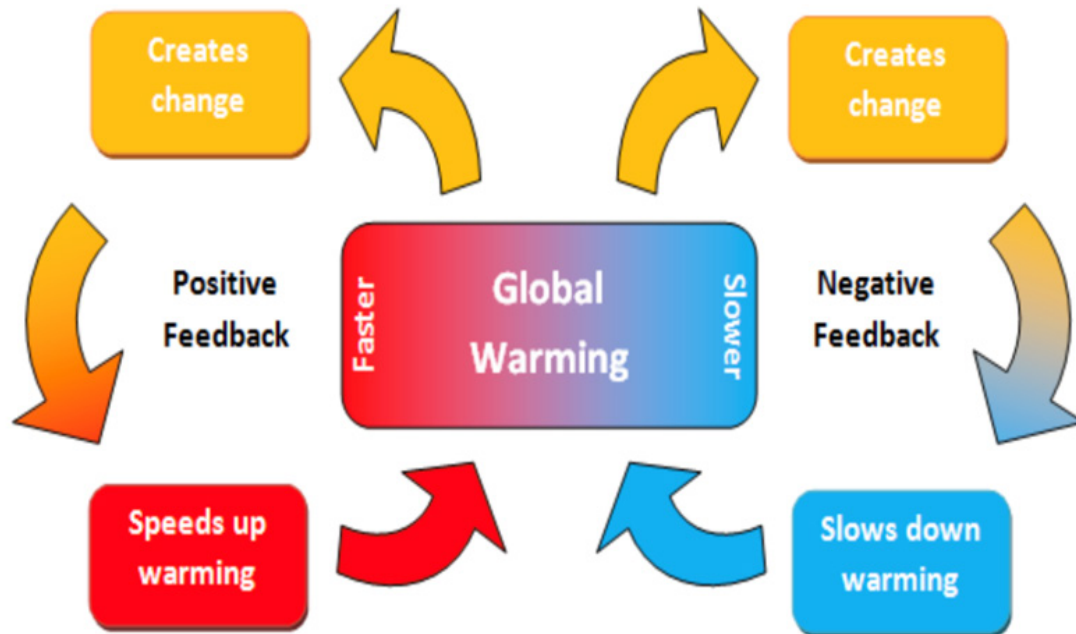 Creates
change
Creates
change
Positive
Feedback
Faster
Global
Warming
Slower
Negative
Feedback
Speeds up
warming
Slows down
warming